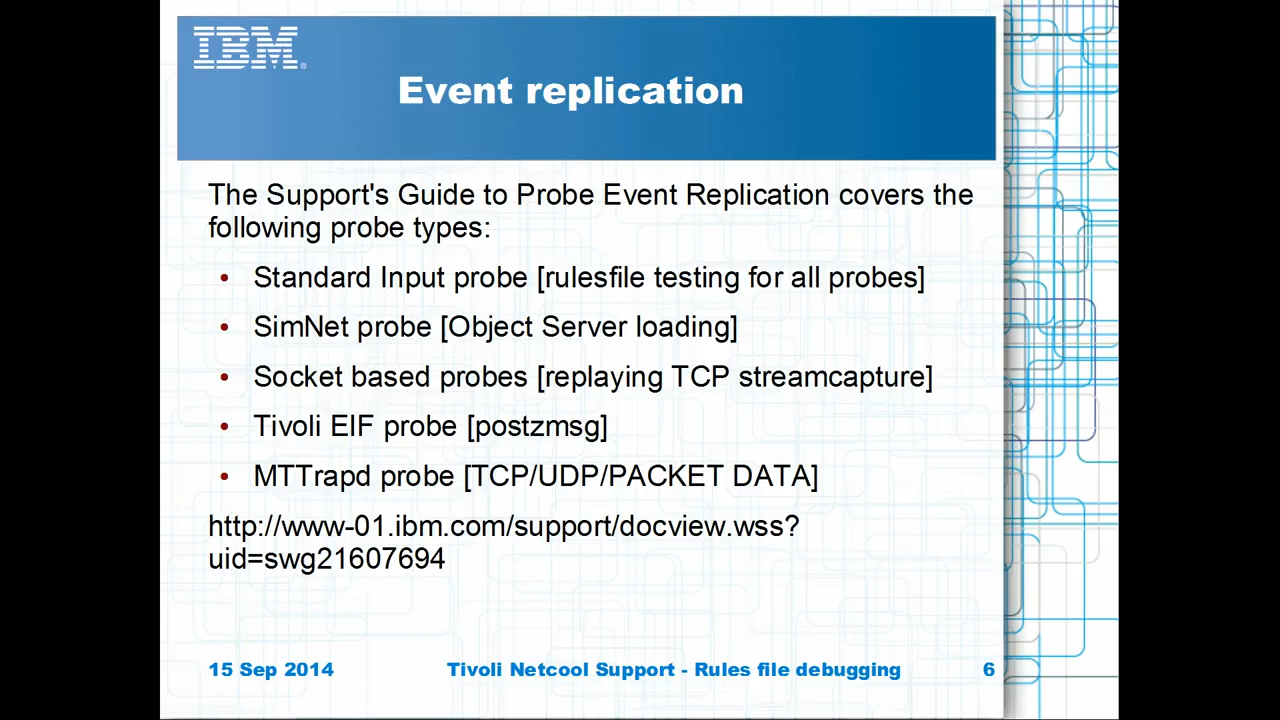 IBM®
Event replication
The Support's Guide to Probe Event Replication covers the
following probe types:
• Standard Input probe [rulesfile testing for all probes]
• SimNet probe [Object Server loading]
• Socket based probes [replaying TCP streamcapture]
• Tivoli EIF probe [postzmsg]
• MTTrapd probe [TCP/UDP/PACKET DATA]
http://www-01.ibm.com/support/docview.wss?
uid=swg21607694
15 Sep 2014 Tivoli Netcool Support - Rules file debugging 6